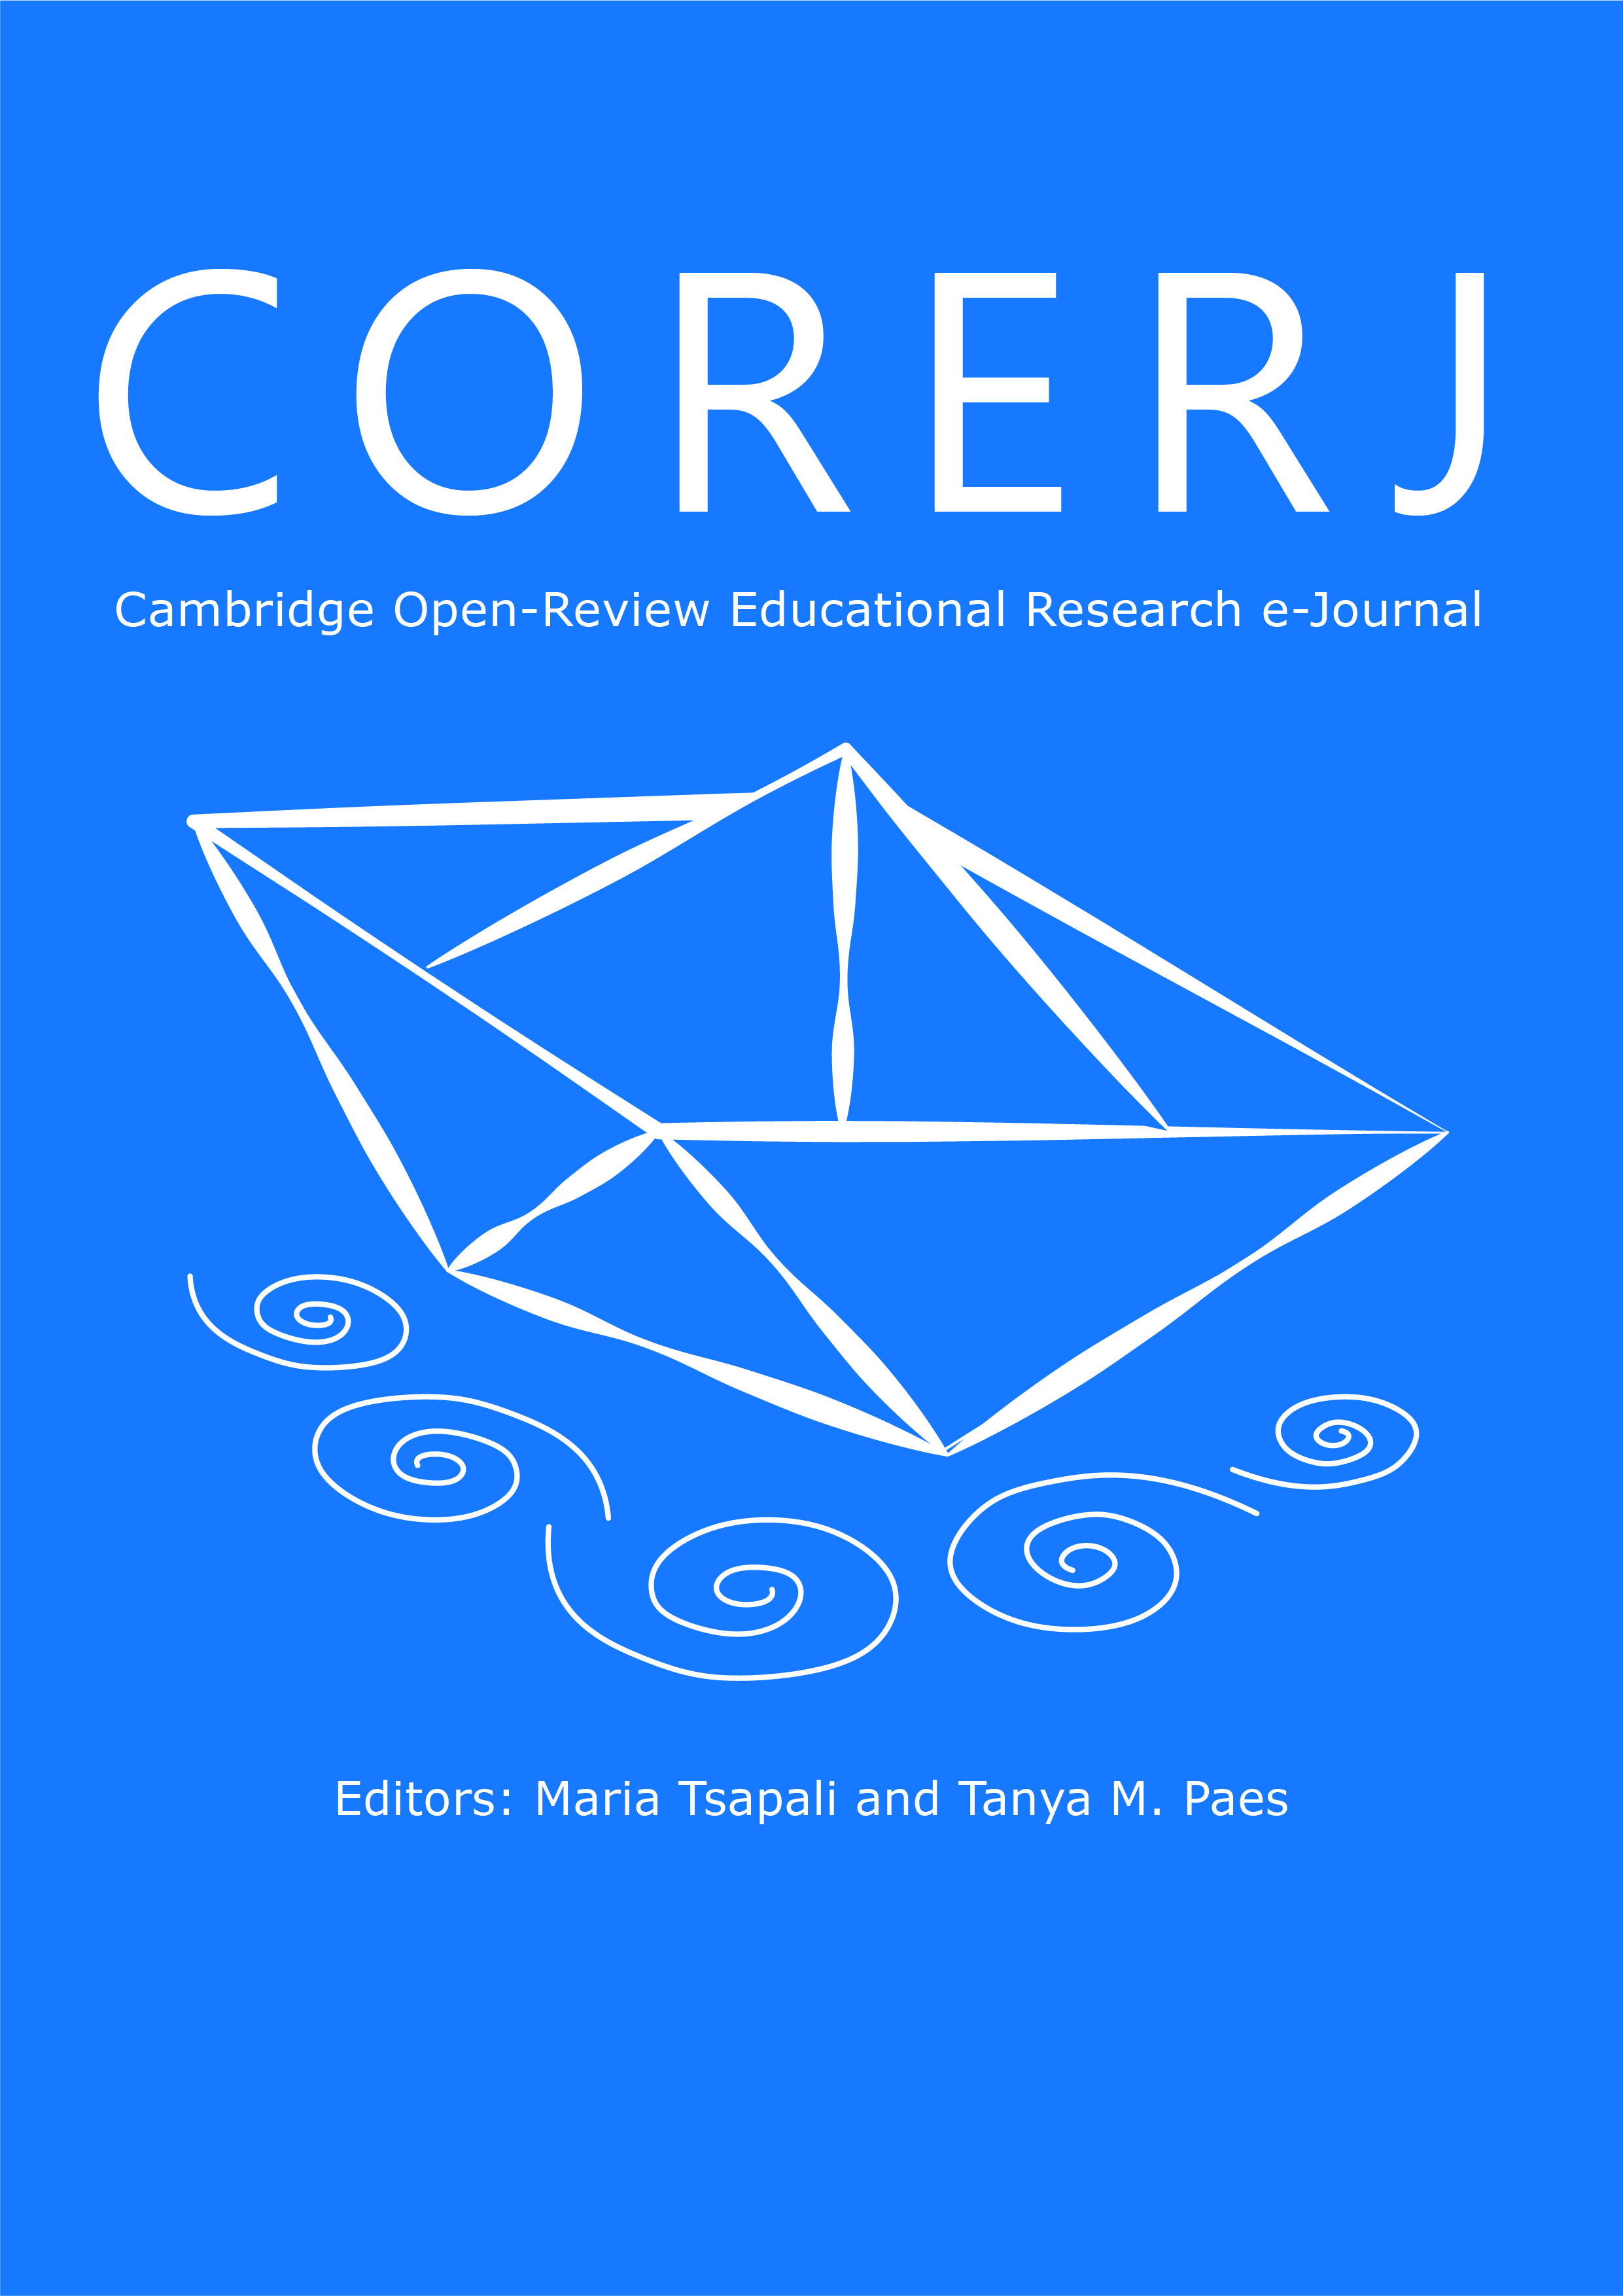 CORERJ
Cambridge Open-Review Educational Research e-Journal
Editors: Maria Tsapali and Tanya M. Paes